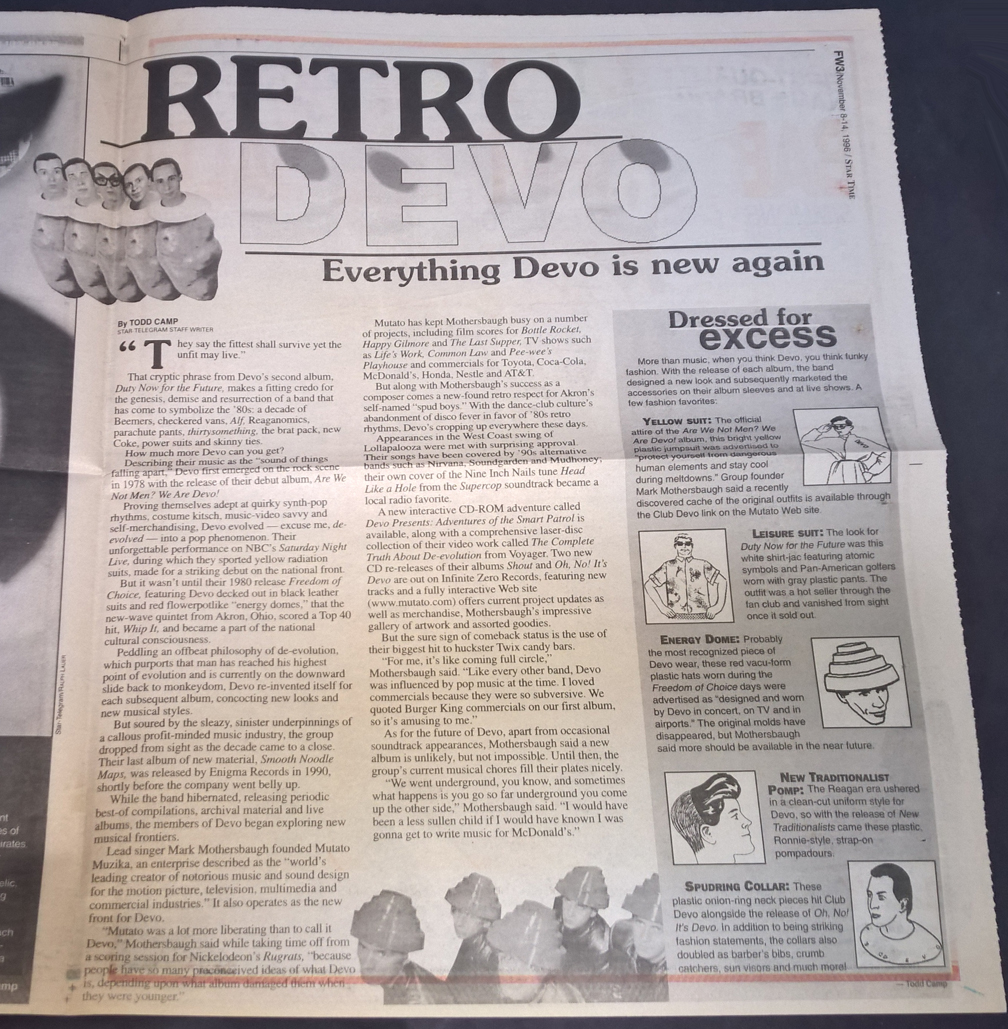 FW3/November 8-14, 1996 / STAR TIME
RETRO
DEVO
Everything Devo is new again
By TODD CAMP
STAR TELEGRAM STAFF WRITER
“They say the fittest shall survive yet the
unfit may live.”
That cryptic phrase from Devo’s second album,
Duty Now for the Future, makes a fitting credo for
the genesis, demise and resurrection of a band that
has come to symbolize the ’80s: a decade of
Beemers, checkered vans, Alf, Reaganomics,
parachute pants, thirtysomething, the brat pack, new
Coke, power suits and skinny ties.
How much more Devo can you get?
Describing their music as the “sound of things
falling apart,” Devo first emerged on the rock scene
in 1978 with the release of their debut album, Are We
Not Men? We Are Devo!
Proving themselves adept at quirky synth-pop
rhythms, costume kitsch, music-video savvy and
self-merchandising, Devo evolved — excuse me, de-
evolved — into a pop phenomenon. Their
unforgettable performance on NBC’s Saturday Night
Live, during which they sported yellow radiation
suits, made for a striking debut on the national front.
But it wasn’t until their 1980 release Freedom of
Choice, featuring Devo decked out in black leather
suits and red flowerpotlike “energy domes,” that the
new-wave quintet from Akron, Ohio, scored a Top 40
hit, Whip It, and became a part of the national
cultural consciousness.
Peddling an offbeat philosophy of de-evolution,
which purports that man has reached his highest
point of evolution and is currently on the downward
slide back to monkeydom, Devo re-invented itself for
each subsequent album, concocting new looks and
new musical styles.
But soured by the sleazy, sinister underpinnings of
a callous profit-minded music industry, the group
dropped from sight as the decade came to a close.
Their last album of new material, Smooth Noodle
Maps, was released by Enigma Records in 1990,
shortly before the company went belly up.
While the band hibernated, releasing periodic
best-of compilations, archival material and live
albums, the members of Devo began exploring new
musical frontiers.
Lead singer Mark Mothersbaugh founded Mutato
Muzika, an enterprise described as the “world’s
leading creator of notorious music and sound design
for the motion picture, television, multimedia and
commercial industries.” It also operates as the new
front for Devo.
“Mutato was a lot more liberating than to call it
Devo,” Mothersbaugh said while taking time off from
a scoring session for Nickelodeon’s Rugrats, “because
people have so many preconceived ideas of what Devo
is, depending upon what album damaged them when
they were younger.”
Mutato has kept Mothersbaugh busy on a number
of projects, including film scores for Bottle Rocket,
Happy Gilmore and The Last Supper, TV shows such
as Life’s Work, Common Law and Pee-wee’s
Playhouse and commercials for Toyota, Coca-Cola,
McDonald’s, Honda, Nestle and AT&T.
But along with Mothersbaugh’s success as a
composer comes a new-found retro respect for Akron’s
self-named “spud boys.” With the dance-club culture’s
abandonment of disco fever in favor of ’80s retro
rhythms, Devo’s cropping up everywhere these days.
Appearances in the West Coast swing of
Lollapalooza were met with surprising approval.
Their songs have been covered by ’90s alternative
bands such as Nirvana, Soundgarden and Mudhoney;
their own cover of the Nine Inch Nails tune Head
Like a Hole from the Supercop soundtrack became a
local radio favorite.
A new interactive CD-ROM adventure called
Devo Presents: Adventures of the Smart Patrol is
available, along with a comprehensive laser-disc
collection of their video work called The Complete
Truth About De-evolution from Voyager. Two new
CD re-releases of their albums Shout and Oh, No! It’s
Devo are out on Infinite Zero Records, featuring new
tracks and a fully interactive Web site
(www.mutato.com) offers current project updates as
well as merchandise, Mothersbaugh’s impressive
gallery of artwork and assorted goodies.
But the sure sign of comeback status is the use of
their biggest hit to huckster Twix candy bars.
“For me, it’s like coming full circle,”
Mothersbaugh said. “Like every other band, Devo
was influenced by pop music at the time. I loved
commercials because they were so subversive. We
quoted Burger King commercials on our first album,
so it’s amusing to me.”
As for the future of Devo, apart from occasional
soundtrack appearances, Mothersbaugh said a new
album is unlikely, but not impossible. Until then, the
group’s current musical chores fill their plates nicely.
“We went underground, you know, and sometimes
what happens is you go so far underground you come
up the other side,” Mothersbaugh said. “I would have
been a less sullen child if I would have known I was
gonna get to write music for McDonald’s.”
Dressed for
excess
More than music, when you think Devo, you think funky
fashion. With the release of each album, the band
designed a new look and subsequently marketed the
accessories on their album sleeves and at live shows. A
few fashion favorites:
YELLOW SUIT: The official
attire of the Are We Not Men? We
Are Devo! album, this bright yellow
plastic jumpsuit was advertised to
“protect yourself from dangerous
human elements and stay cool
during meltdowns.” Group founder
Mark Mothersbaugh said a recently
discovered cache of the original outfits is available through
the Club Devo link on the Mutato Web site.
LEISURE SUIT: The look for
Duty Now for the Future was this
white shirt-jac featuring atomic
symbols and Pan-American golfers
worn with gray plastic pants. The
outfit was a hot seller through the
fan club and vanished from sight
once it sold out.
ENERGY DOME: Probably
the most recognized piece of
Devo wear, these red vacu-form
plastic hats worn during the
Freedom of Choice days were
advertised as “designed and worn
by Devo in concert, on TV and in
airports.” The original molds have
disappeared, but Mothersbaugh
said more should be available in the near future.
NEW TRADITIONALIST
POMP: The Reagan era ushered
in a clean-cut uniform style for
Devo, so with the release of New
Traditionalists came these plastic,
Ronnie-style, strap-on
pompadours.
SPUDRING COLLAR: These
plastic onion-ring neck pieces hit Club
Devo alongside the release of Oh, No!
It’s Devo. In addition to being striking
fashion statements, the collars also
doubled as barber’s bibs, crumb
catchers, sun visors and much more!
— Todd Camp
Star-Telegram/RALPH LAUER